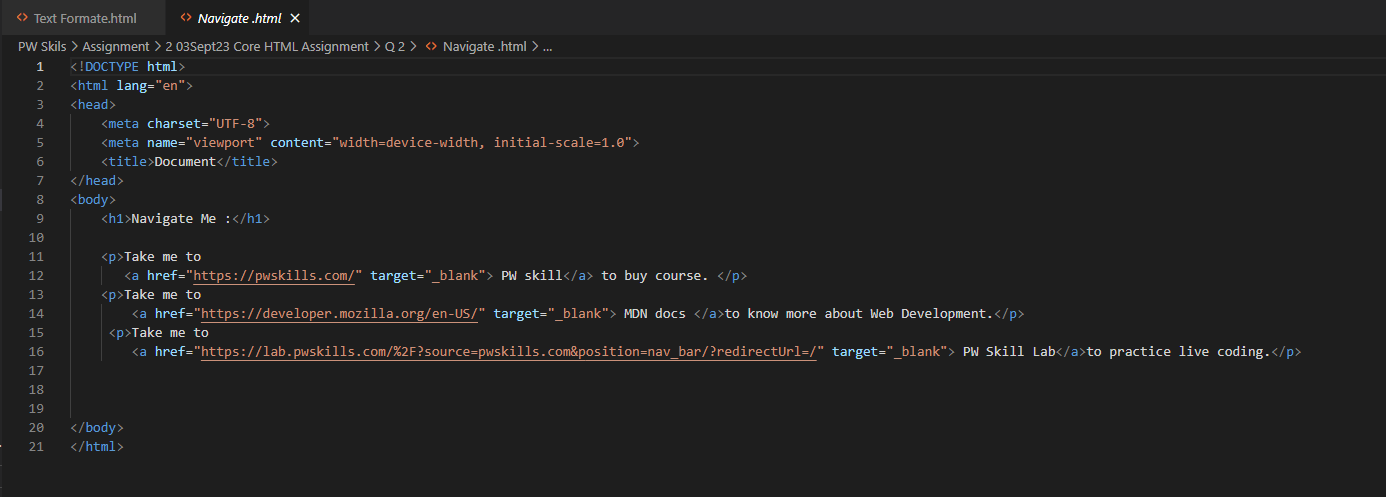 Text Formate.html Navigate .html ×
PW Skils > Assignment > 2 03Sept23 Core HTML Assignment > Q 2 > Navigate .html > ...
1 <!DOCTYPE html>
2 <html lang="en">
3 <head>
4     <meta charset="UTF-8">
5     <meta name="viewport" content="width=device-width, initial-scale=1.0">
6     <title>Document</title>
7 </head>
8 <body>
9     <h1>Navigate Me :</h1>
10
11     <p>Take me to
12        <a href="https://pwskills.com/" target="_blank"> PW skill</a> to buy course. </p>
13     <p>Take me to
14         <a href="https://developer.mozilla.org/en-US/" target="_blank"> MDN docs </a>to know more about Web Development.</p>
15      <p>Take me to
16         <a href="https://lab.pwskills.com/%2F?source=pwskills.com&position=nav_bar/?redirectUrl=/" target="_blank"> PW Skill Lab</a>to practice live coding.</p>
17
18
19
20 </body>
21 </html>